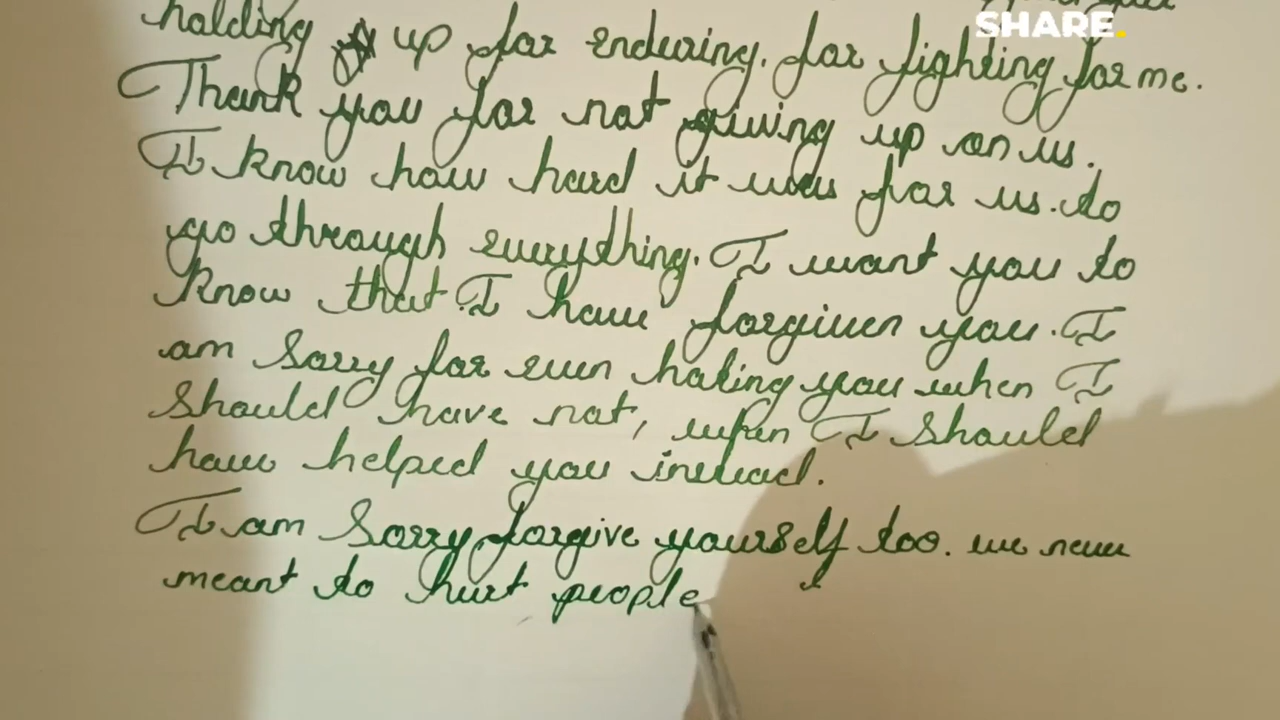 SHARE.
holding up for enduring. for fighting for me.
Thank you for not giving up on us.
I know how hard it was for us. to
go through everything. I want you to
know that I have forgiven you. I
am sorry for even hating you when I
should have not, when I should
have helped you instead.
I am sorry forgive yourself too. we never
meant to hurt people